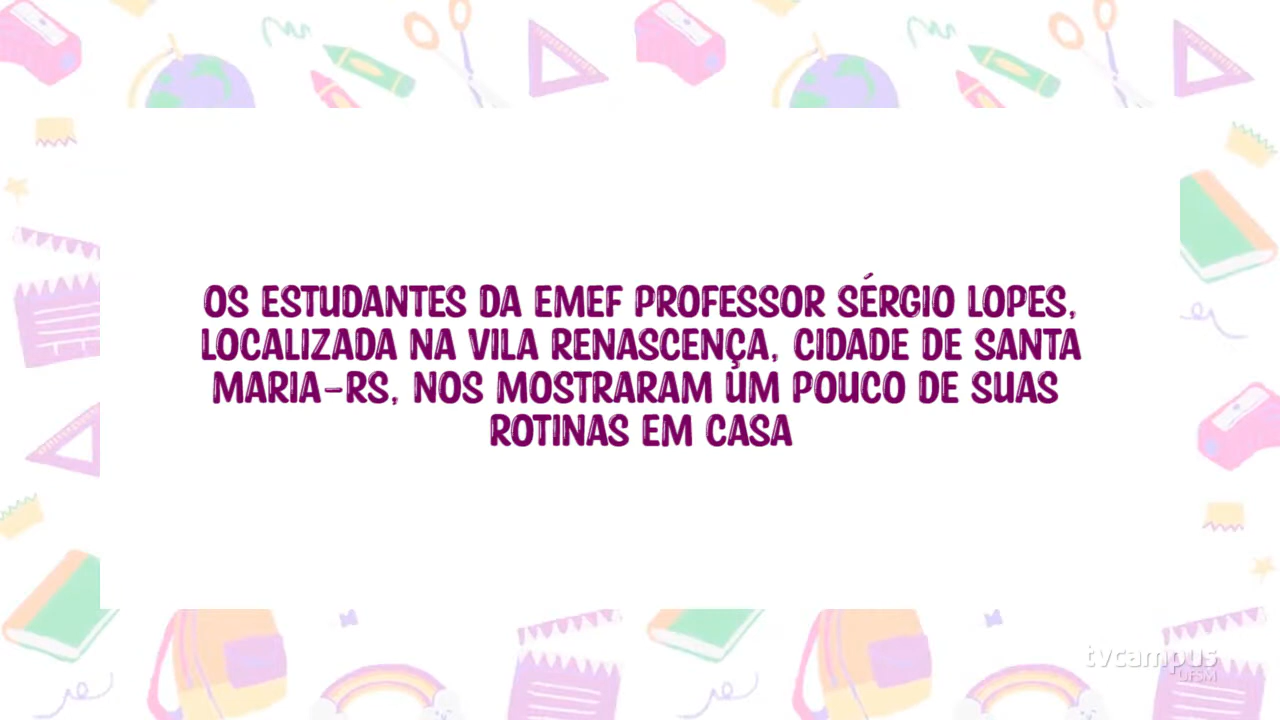 OS ESTUDANTES DA EMEF PROFESSOR SÉRGIO LOPES,
LOCALIZADA NA VILA RENASCENÇA, CIDADE DE SANTA
MARIA-RS, NOS MOSTRARAM UM POUCO DE SUAS
ROTINAS EM CASA
tvcampus
UFSM